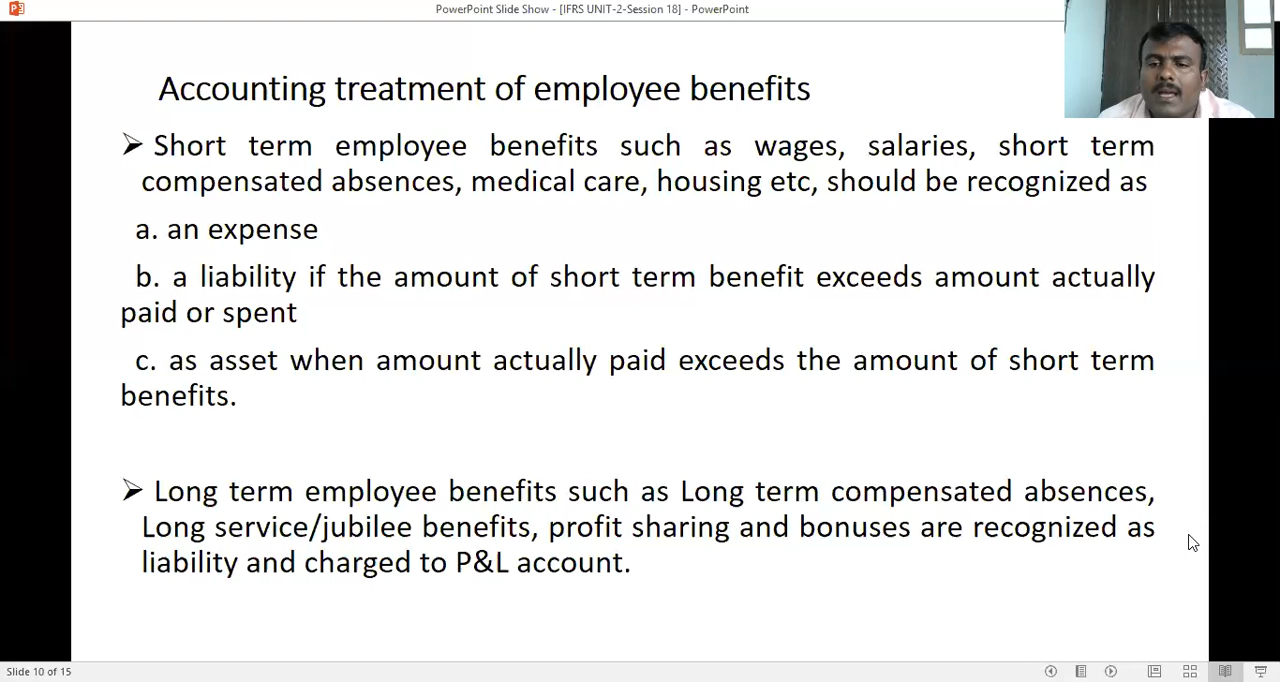 PowerPoint Slide Show - [IFRS UNIT-2-Session 18] - PowerPoint
Accounting treatment of employee benefits
➢ Short term employee benefits such as wages, salaries, short term
compensated absences, medical care, housing etc, should be recognized as
a. an expense
b. a liability if the amount of short term benefit exceeds amount actually
paid or spent
c. as asset when amount actually paid exceeds the amount of short term
benefits.
➢ Long term employee benefits such as Long term compensated absences,
Long service/jubilee benefits, profit sharing and bonuses are recognized as
liability and charged to P&L account.
Slide 10 of 15